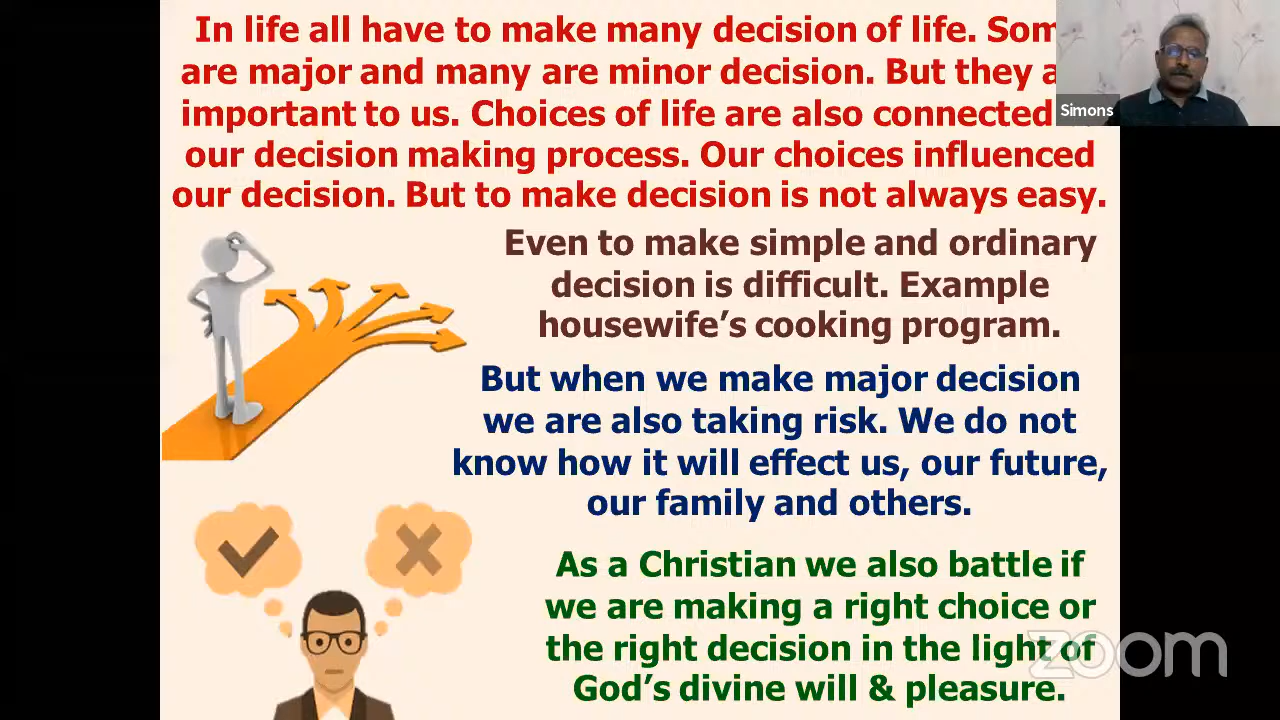 In life all have to make many decision of life. Som
are major and many are minor decision. But they a
important to us. Choices of life are also connected
our decision making process. Our choices influenced
our decision. But to make decision is not always easy.
Simons
Even to make simple and ordinary
decision is difficult. Example
housewife's cooking program.
But when we make major decision
we are also taking risk. We do not
know how it will effect us, our future,
our family and others.
As a Christian we also battle if
we are making a right choice or
the right decision in the light of
God's divine will & pleasure.
zoom